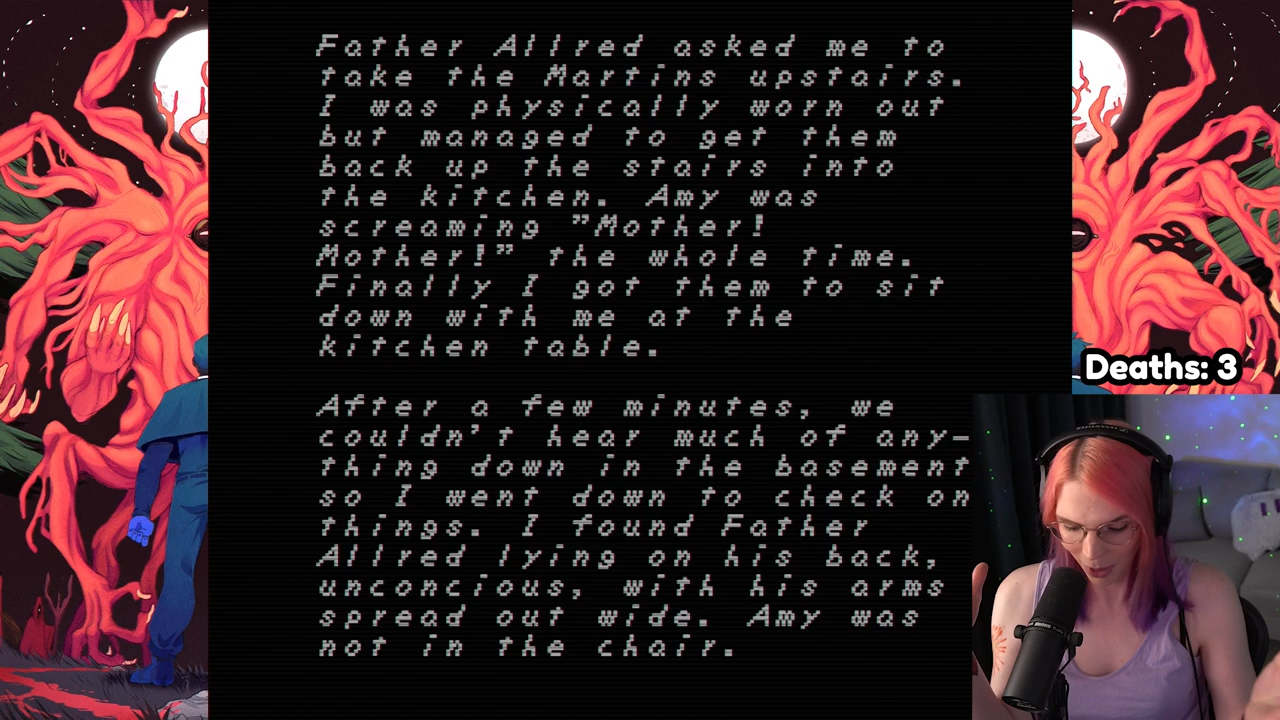 Father Allred asked me to
take the Martins upstairs.
I was physically worn out
but managed to get them
back up the stairs into
the kitchen. Amy was
screaming "Mother!
Mother!" the whole time.
Finally I got them to sit
down with me at the
kitchen table.
After a few minutes, we
couldn't hear much of any-
thing down in the basement
so I went down to check on
things. I found Father
Allred lying on his back,
unconcious, with his arms
spread out wide. Amy was
not in the chair.
Deaths: 3